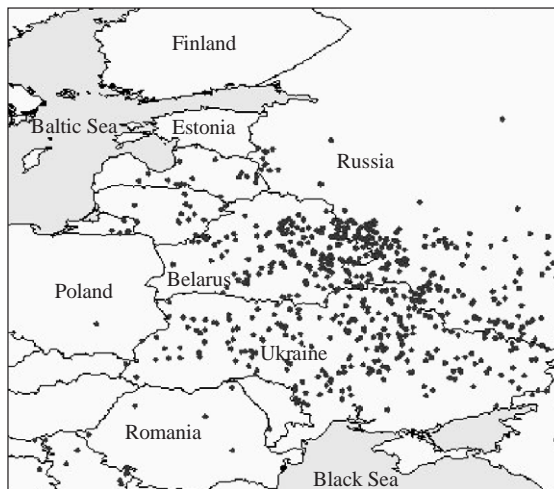 Finland
Baltic Sea
Estonia
Russia
Belarus
Poland
Ukraine
Romania
Black Sea